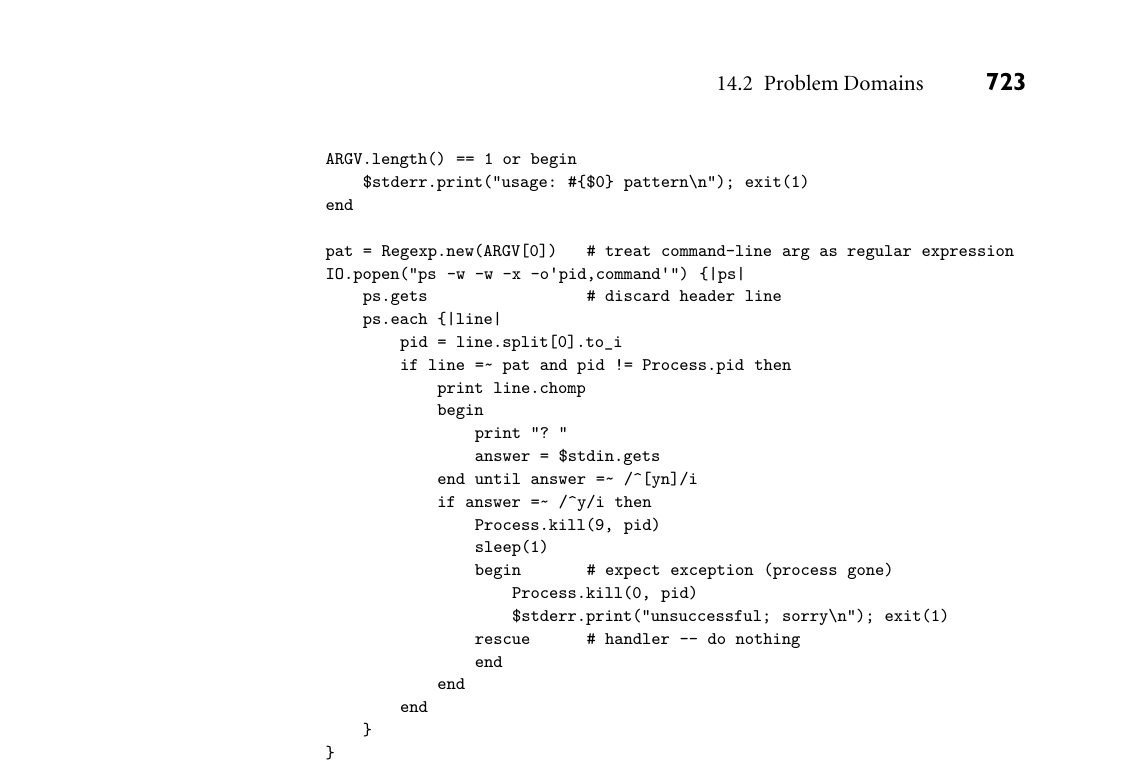 14.2 Problem Domains 723
ARGV.length() == 1 or begin
    $stderr.print("usage: #{$0} pattern\n"); exit(1)
end

pat = Regexp.new(ARGV[0])   # treat command-line arg as regular expression
IO.popen("ps -w -w -x -o'pid,command'") {|ps|
    ps.gets                 # discard header line
    ps.each {|line|
        pid = line.split[0].to_i
        if line =~ pat and pid != Process.pid then
            print line.chomp
            begin
                print "? "
                answer = $stdin.gets
            end until answer =~ /^[yn]/i
            if answer =~ /^y/i then
                Process.kill(9, pid)
                sleep(1)
                begin       # expect exception (process gone)
                    Process.kill(0, pid)
                    $stderr.print("unsuccessful; sorry\n"); exit(1)
                rescue      # handler -- do nothing
                end
            end
        end
    }
}